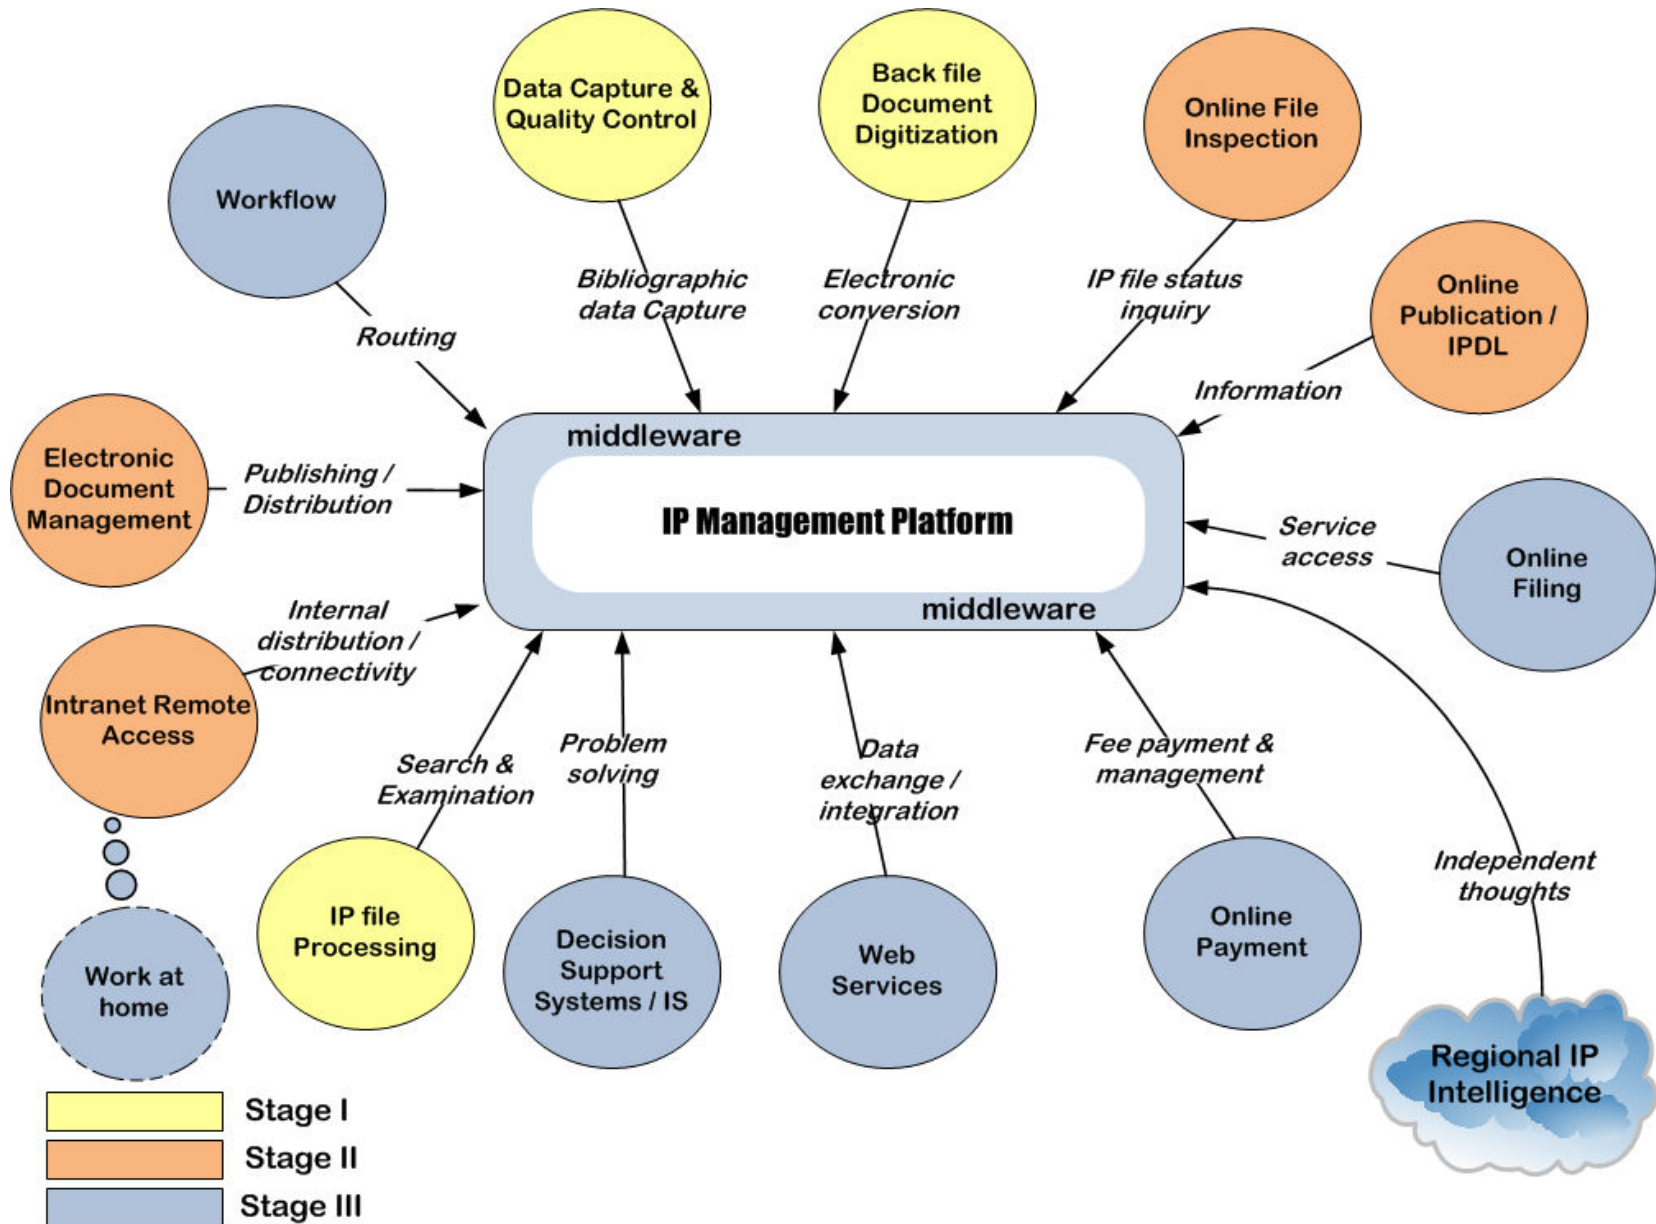 Data Capture &
Quality Control
Back file
Document
Digitization
Online File
Inspection
Workflow
Online
Publication /
IPDL
Bibliographic
data Capture
Electronic
conversion
IP file status
inquiry
Routing
Information
middleware
Electronic
Document
Management
Publishing /
Distribution
IP Management Platform
Service
access
Online
Filing
middleware
Internal
distribution /
connectivity
Intranet Remote
Access
Search &
Examination
Problem
solving
Data
exchange /
integration
Fee payment &
management
Independent
thoughts
IP file
Processing
Decision
Support
Systems / IS
Web
Services
Online
Payment
Work at
home
Regional IP
Intelligence
Stage I
Stage II
Stage III